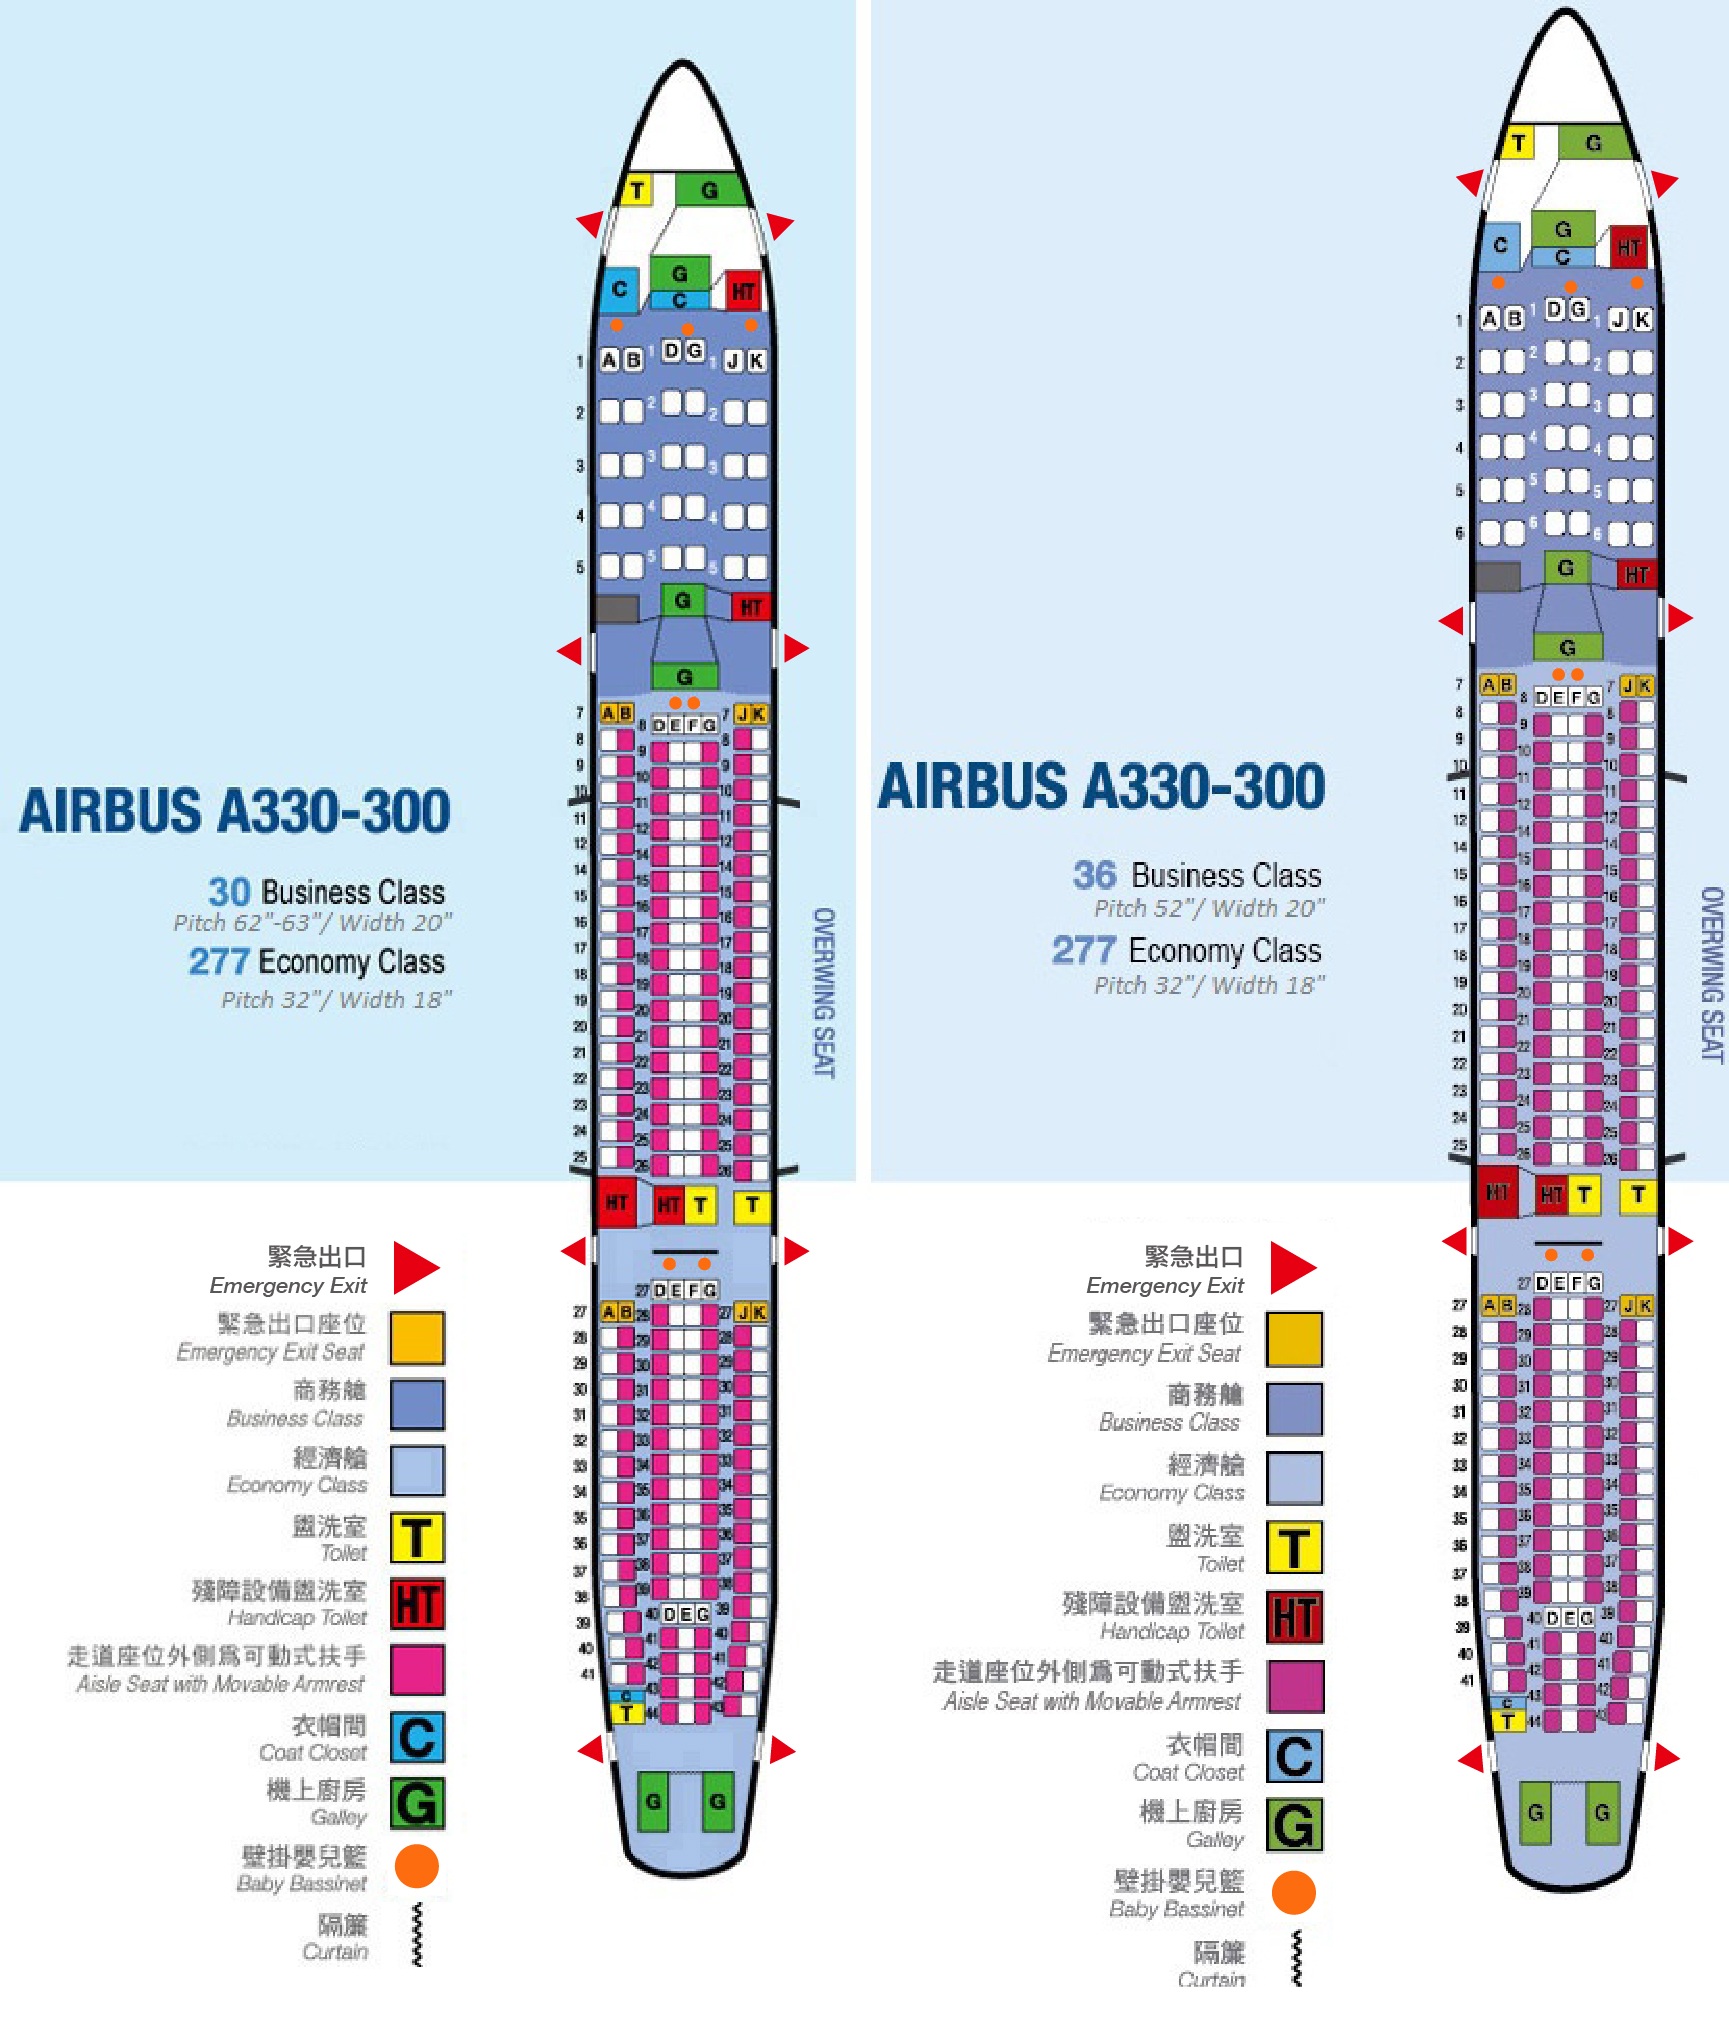 T G
C G C HT
1 A B 1 D G 1 J K
2 2 2
3 3 3
4 4 4
5 5 5
G HT
G
7 A B 8 D E F G 7 J K
8 9 8
9 10 9
10 11 10
11 12 11
12 14 12
14 15 14
15 16 15
16 17 16
17 18 17
18 19 18
19 20 19
20 21 20
21 22 21
22 23 22
23 24 23
24 25 24
25 26 25
26
HT HT T T
27 D E F G
27 A B 28 27 J K
28 29 28
29 30 29
30 31 30
31 32 31
32 33 32
33 34 33
34 35 34
35 36 35
36 37 36
37 38 37
38 39 38
39 40 D E G 39
40 41 40
41 42 41
C 43 42
T 44 43
G G
AIRBUS A330-300
30 Business Class
Pitch 62"-63"/ Width 20"
277 Economy Class
Pitch 32"/ Width 18"
OVERWING SEAT
緊急出口
Emergency Exit
緊急出口座位
Emergency Exit Seat
商務艙
Business Class
經濟艙
Economy Class
盥洗室
Toilet
T
殘障設備盥洗室
Handicap Toilet
HT
走道座位外側爲可動式扶手
Aisle Seat with Movable Armrest
衣帽間
Coat Closet
C
機上廚房
Galley
G
壁掛嬰兒籃
Baby Bassinet
隔簾
Curtain
T G
C G C HT
1 A B 1 D G 1 J K
2 2 2
3 3 3
4 4 4
5 5 5
6 6 6
G HT
G
7 A B 8 D E F G 7 J K
8 9 8
9 10 9
10 11 10
11 12 11
12 14 12
14 15 14
15 16 15
16 17 16
17 18 17
18 19 18
19 20 19
20 21 20
21 22 21
22 23 22
23 24 23
24 25 24
25 26 25
26
HT HT T T
27 D E F G
27 A B 28 27 J K
28 29 28
29 30 29
30 31 30
31 32 31
32 33 32
33 34 33
34 35 34
35 36 35
36 37 36
37 38 37
38 39 38
39 40 D E G 39
40 41 40
41 42 41
C 43 42
T 44 43
G G
AIRBUS A330-300
36 Business Class
Pitch 52"/ Width 20"
277 Economy Class
Pitch 32"/ Width 18"
OVERWING SEAT
緊急出口
Emergency Exit
緊急出口座位
Emergency Exit Seat
商務艙
Business Class
經濟艙
Economy Class
盥洗室
Toilet
T
殘障設備盥洗室
Handicap Toilet
HT
走道座位外側爲可動式扶手
Aisle Seat with Movable Armrest
衣帽間
Coat Closet
C
機上廚房
Galley
G
壁掛嬰兒籃
Baby Bassinet
隔簾
Curtain